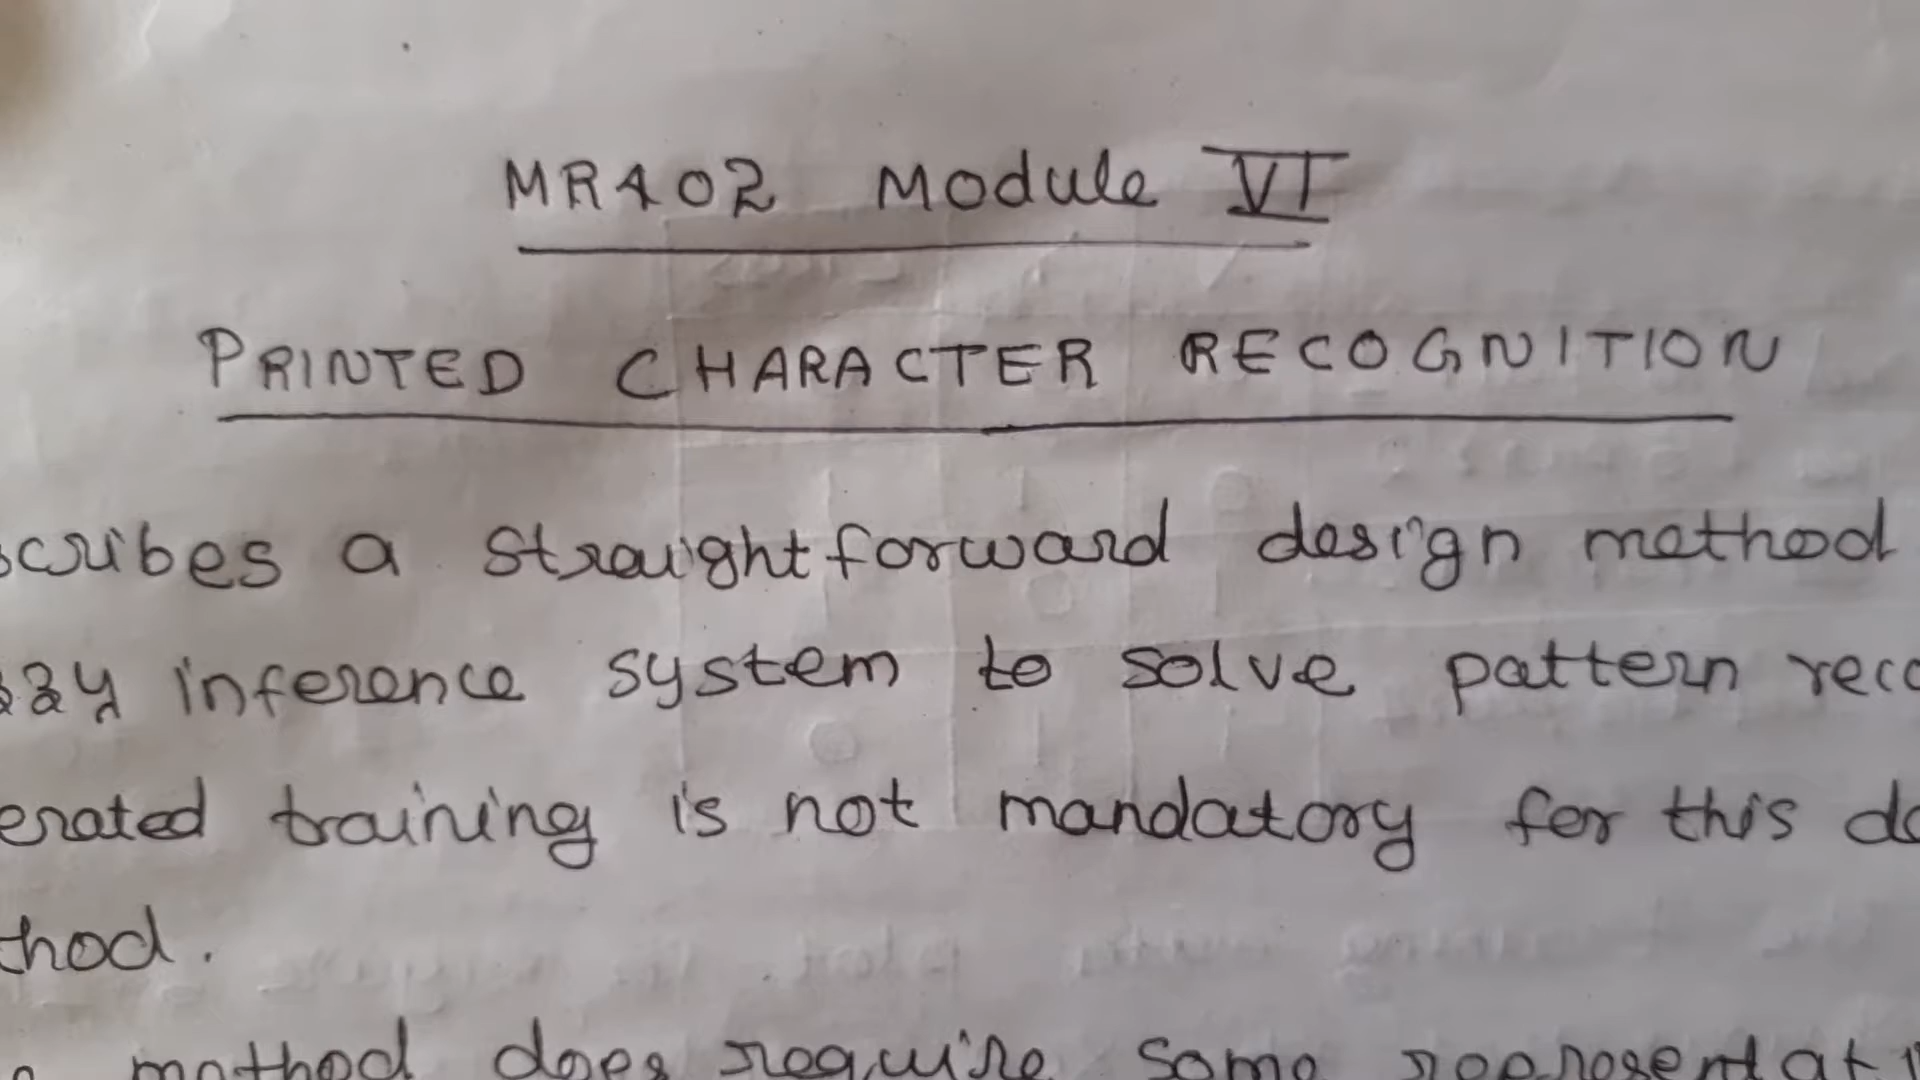 MR402 Module VI
PRINTED CHARACTER RECOGNITION
scribes a straightforward design method
zzy inference system to solve pattern reco
erated training is not mandatory for this de
thod.
method does require some representati